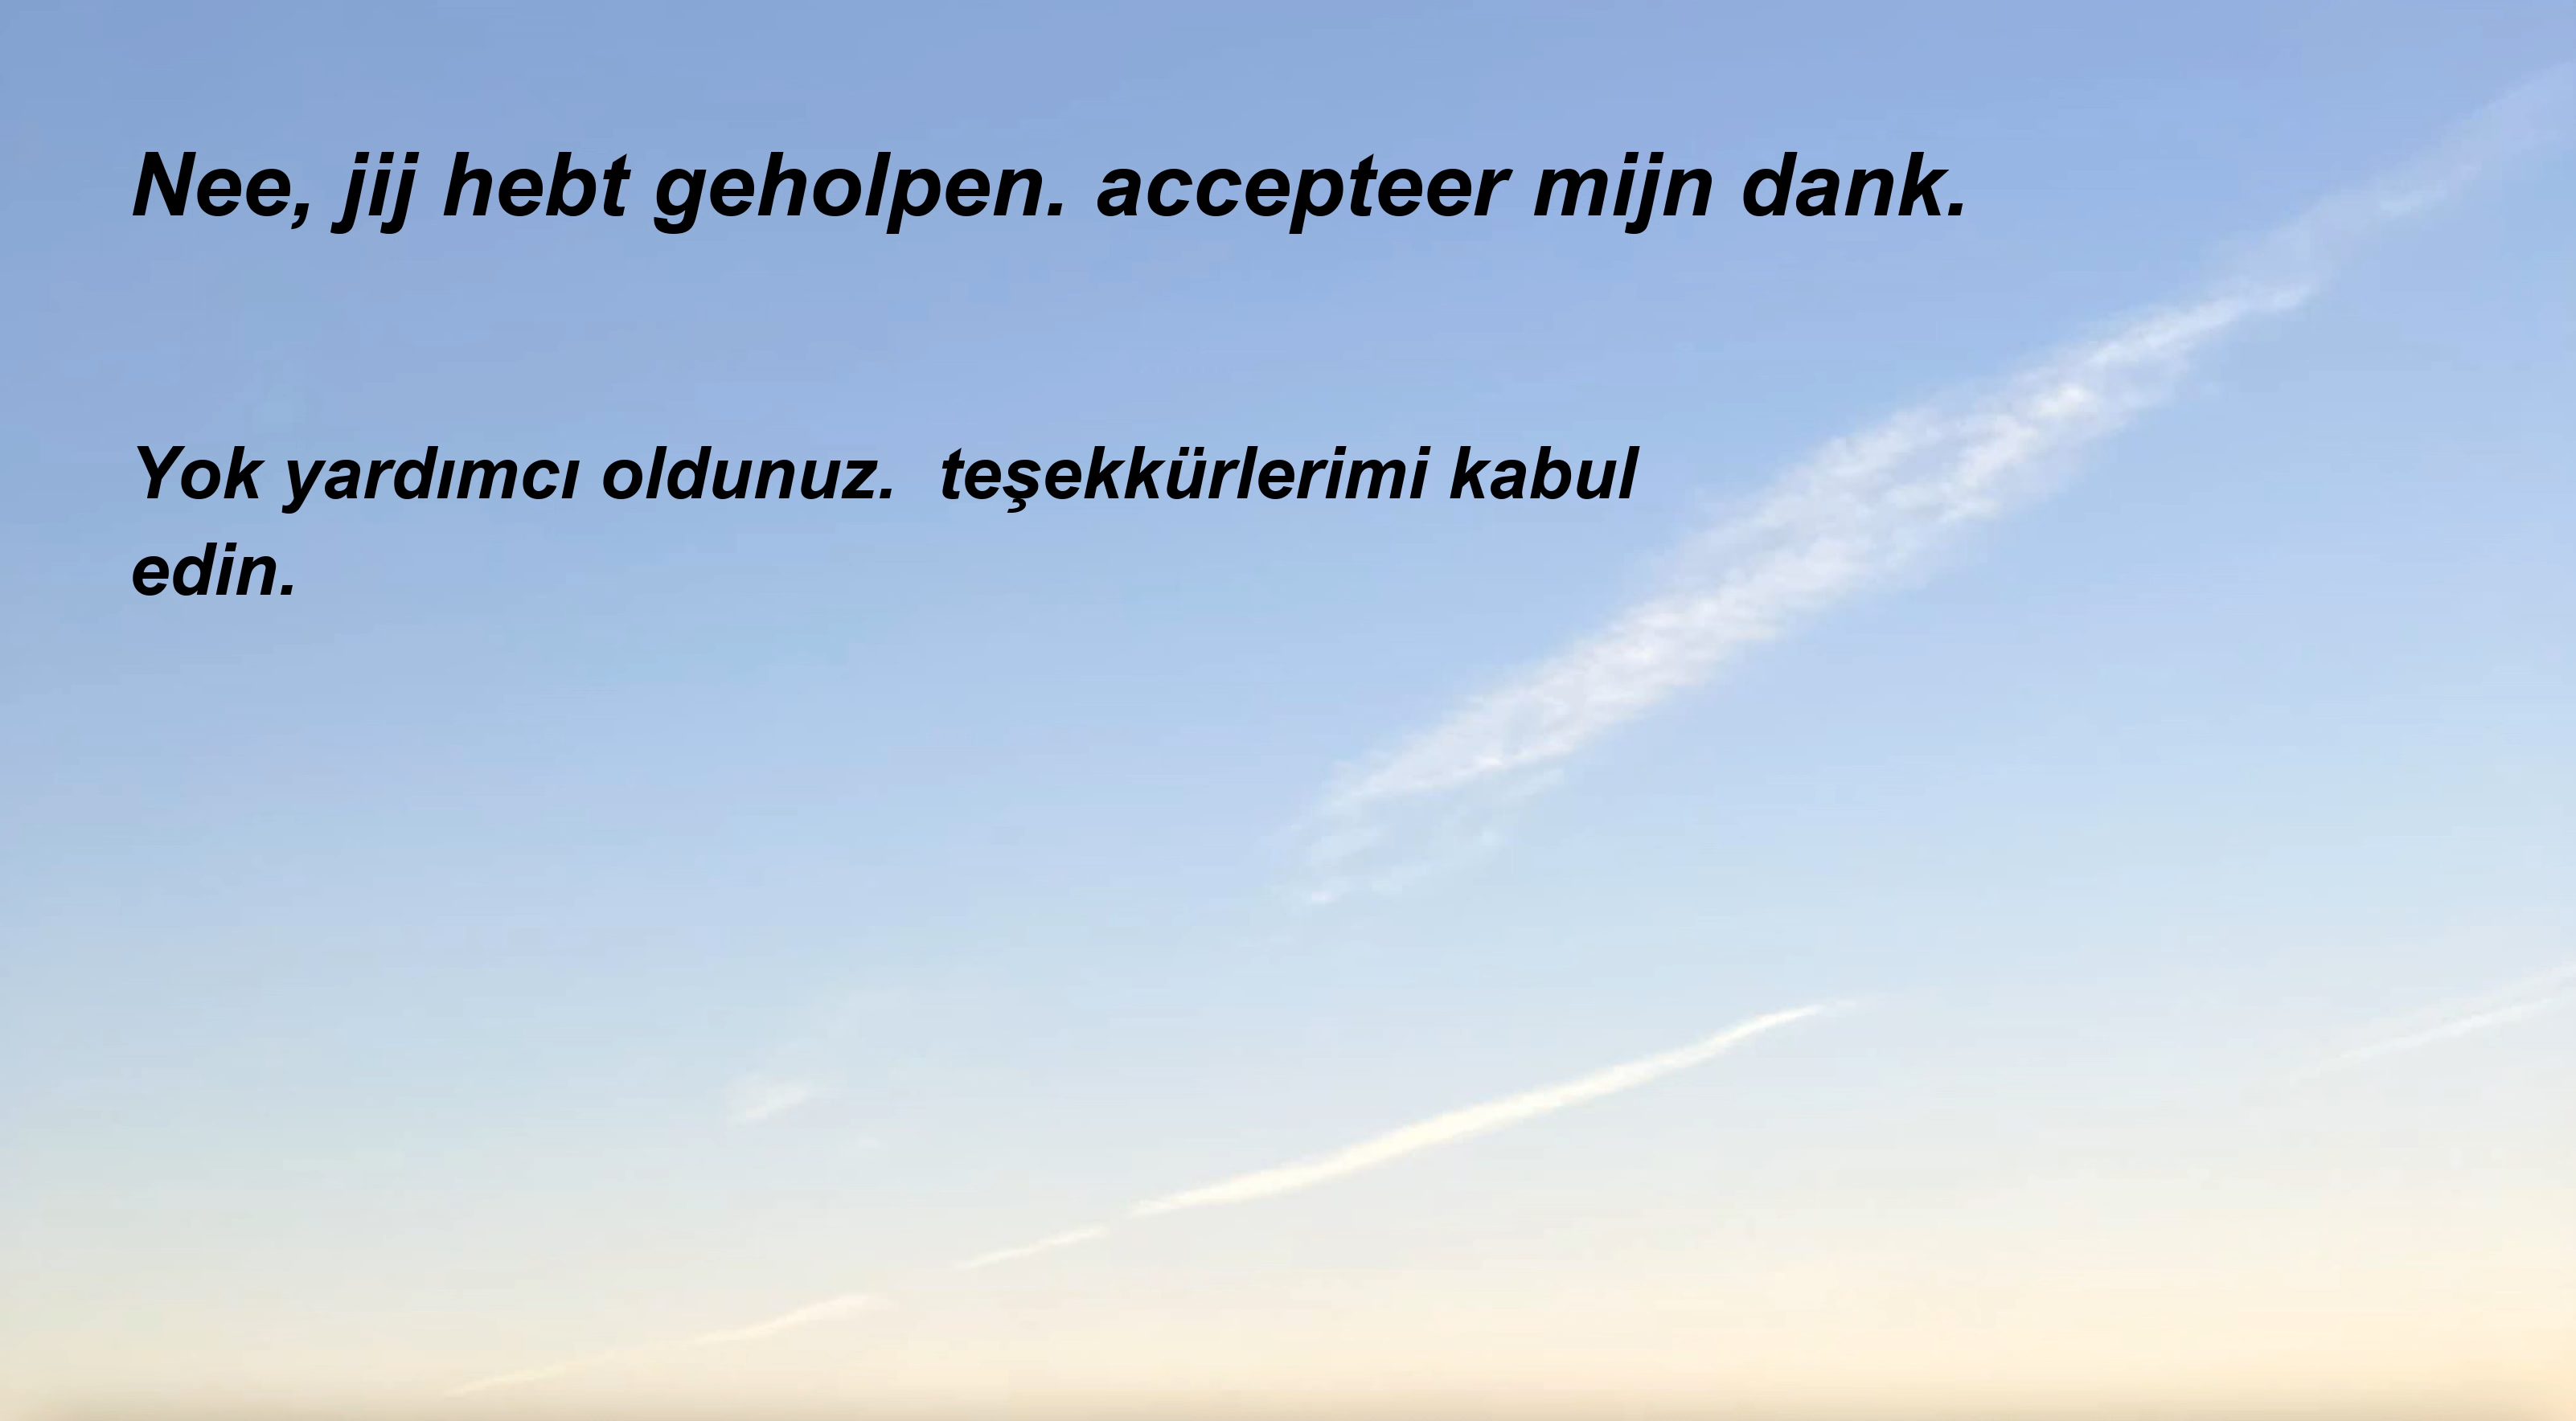 Nee, jij hebt geholpen. accepteer mijn dank.
Yok yardımcı oldunuz.  teşekkürlerimi kabul
edin.